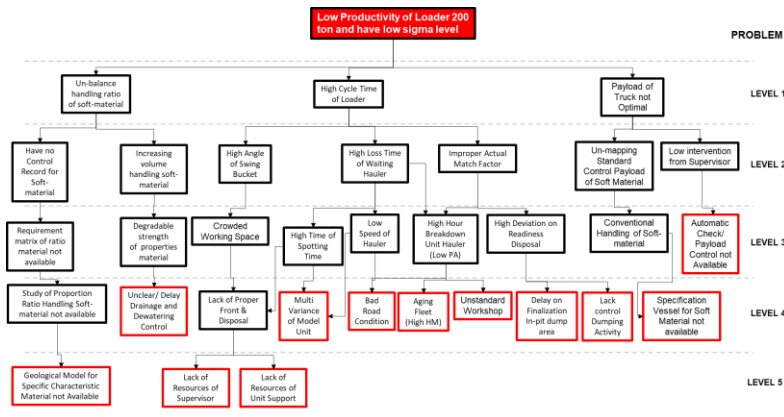 Low Productivity of Loader 200
ton and have low sigma level
PROBLEM
Un-balance
handling ratio
of soft-material
High Cycle Time
of Loader
Payload of
Truck not
Optimal
LEVEL 1
Have no
Control
Record for
Soft-
material
Increasing
volume
handling soft-
material
High Angle of
Swing
Bucket
High Loss Time
of Waiting
Hauler
Improper Actual
Match Factor
Un-mapping
Standard
Control Payload
of Soft Material
Low intervention
from Supervisor
LEVEL 2
Requirement
matrix of ratio
material not
available
Degradable
strength
of properties
material
Crowded
Working Space
High Time of
Spotting
Time
Low
Speed of
Hauler
High Hour
Breakdown
Unit Hauler
(Low PA)
High Deviation on
Readiness
Disposal
Conventional
Handling of Soft-
material
Automatic
Check/
Payload
Control not
Available
LEVEL 3
Study of Proportion
Ratio Handling Soft-
material not available
Unclear/ Delay
Drainage and
Dewatering
Control
Lack of Proper
Front &
Disposal
Multi
Variance
of Model
Unit
Bad
Road
Condition
Aging
Fleet
(High HM)
Unstandard
Workshop
Delay on
Finalization
In-pit dump
area
Lack
control
Dumping
Activity
Specification
Vessel for Soft
Material not
available
LEVEL 4
Geological Model for
Specific Characteristic
Material not Available
Lack of
Resources of
Supervisor
Lack of
Resources of
Unit Support
LEVEL 5